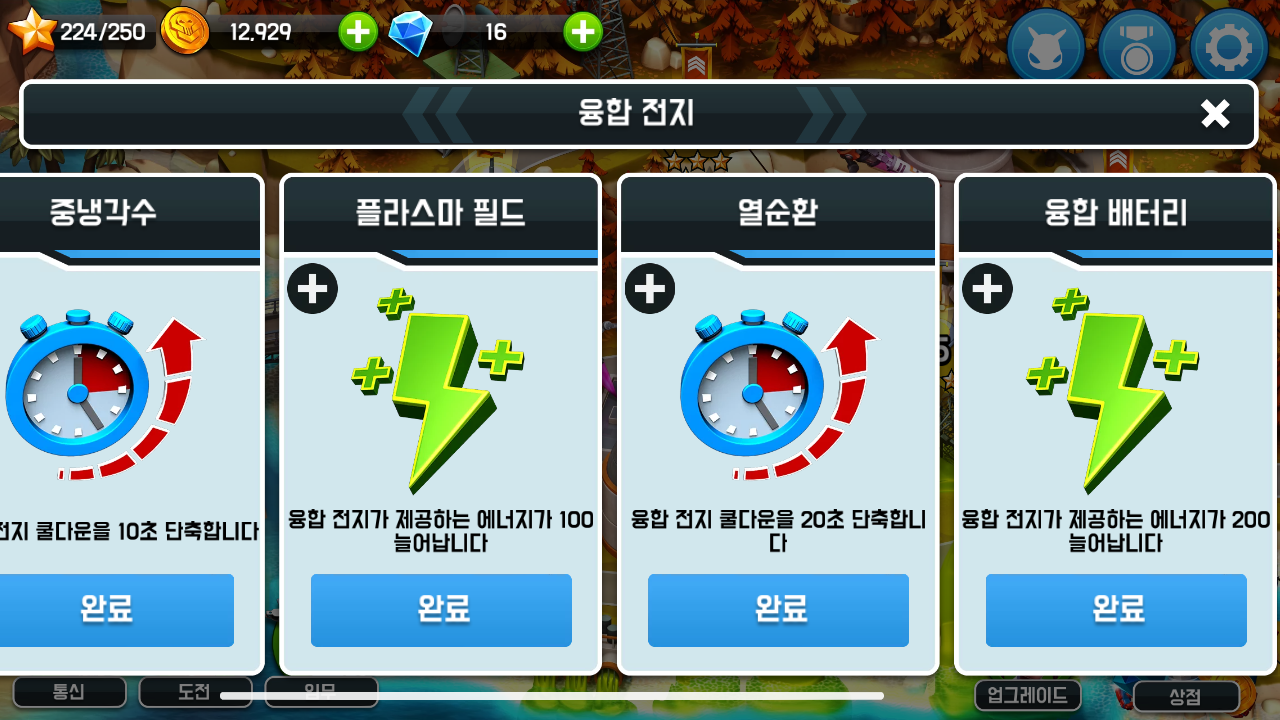 224/250
12,929
16
융합 전지
중냉각수
플라스마 필드
열순환
융합 배터리
전지 쿨다운을 10초 단축합니다
융합 전지가 제공하는 에너지가 100
늘어납니다
융합 전지 쿨다운을 20초 단축합니
다
융합 전지가 제공하는 에너지가 200
늘어납니다
완료
완료
완료
완료
통신
도전
임무
업그레이드
상점